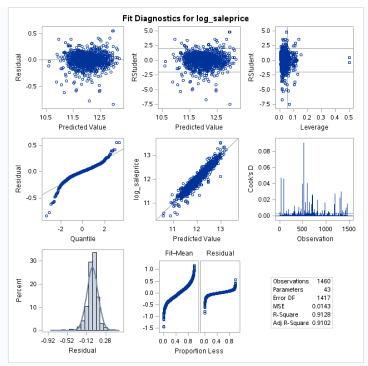 Fit Diagnostics for log_saleprice
0.5
0.0
-0.5
Residual
10.5 11.5 12.5
Predicted Value
5.0
2.5
0.0
-2.5
-5.0
-7.5
RStudent
10.5 11.5 12.5
Predicted Value
5.0
2.5
0.0
-2.5
-5.0
-7.5
RStudent
0.0 0.1 0.2 0.3 0.4 0.5
Leverage
0.5
0.0
-0.5
Residual
-2 0 2
Quantile
13
12
11
log_saleprice
11 12 13
Predicted Value
0.08
0.06
0.04
0.02
0.00
Cook's D
0 500 1000 1500
Observation
30
20
10
0
Percent
-0.92 -0.52 -0.12 0.28
Residual
Fit–Mean Residual
1.0
0.5
0.0
-0.5
-1.0
-1.5
0.0 0.4 0.8 0.0 0.4 0.8
Proportion Less
Observations 1460
Parameters 43
Error DF 1417
MSE 0.0143
R-Square 0.9128
Adj R-Square 0.9102